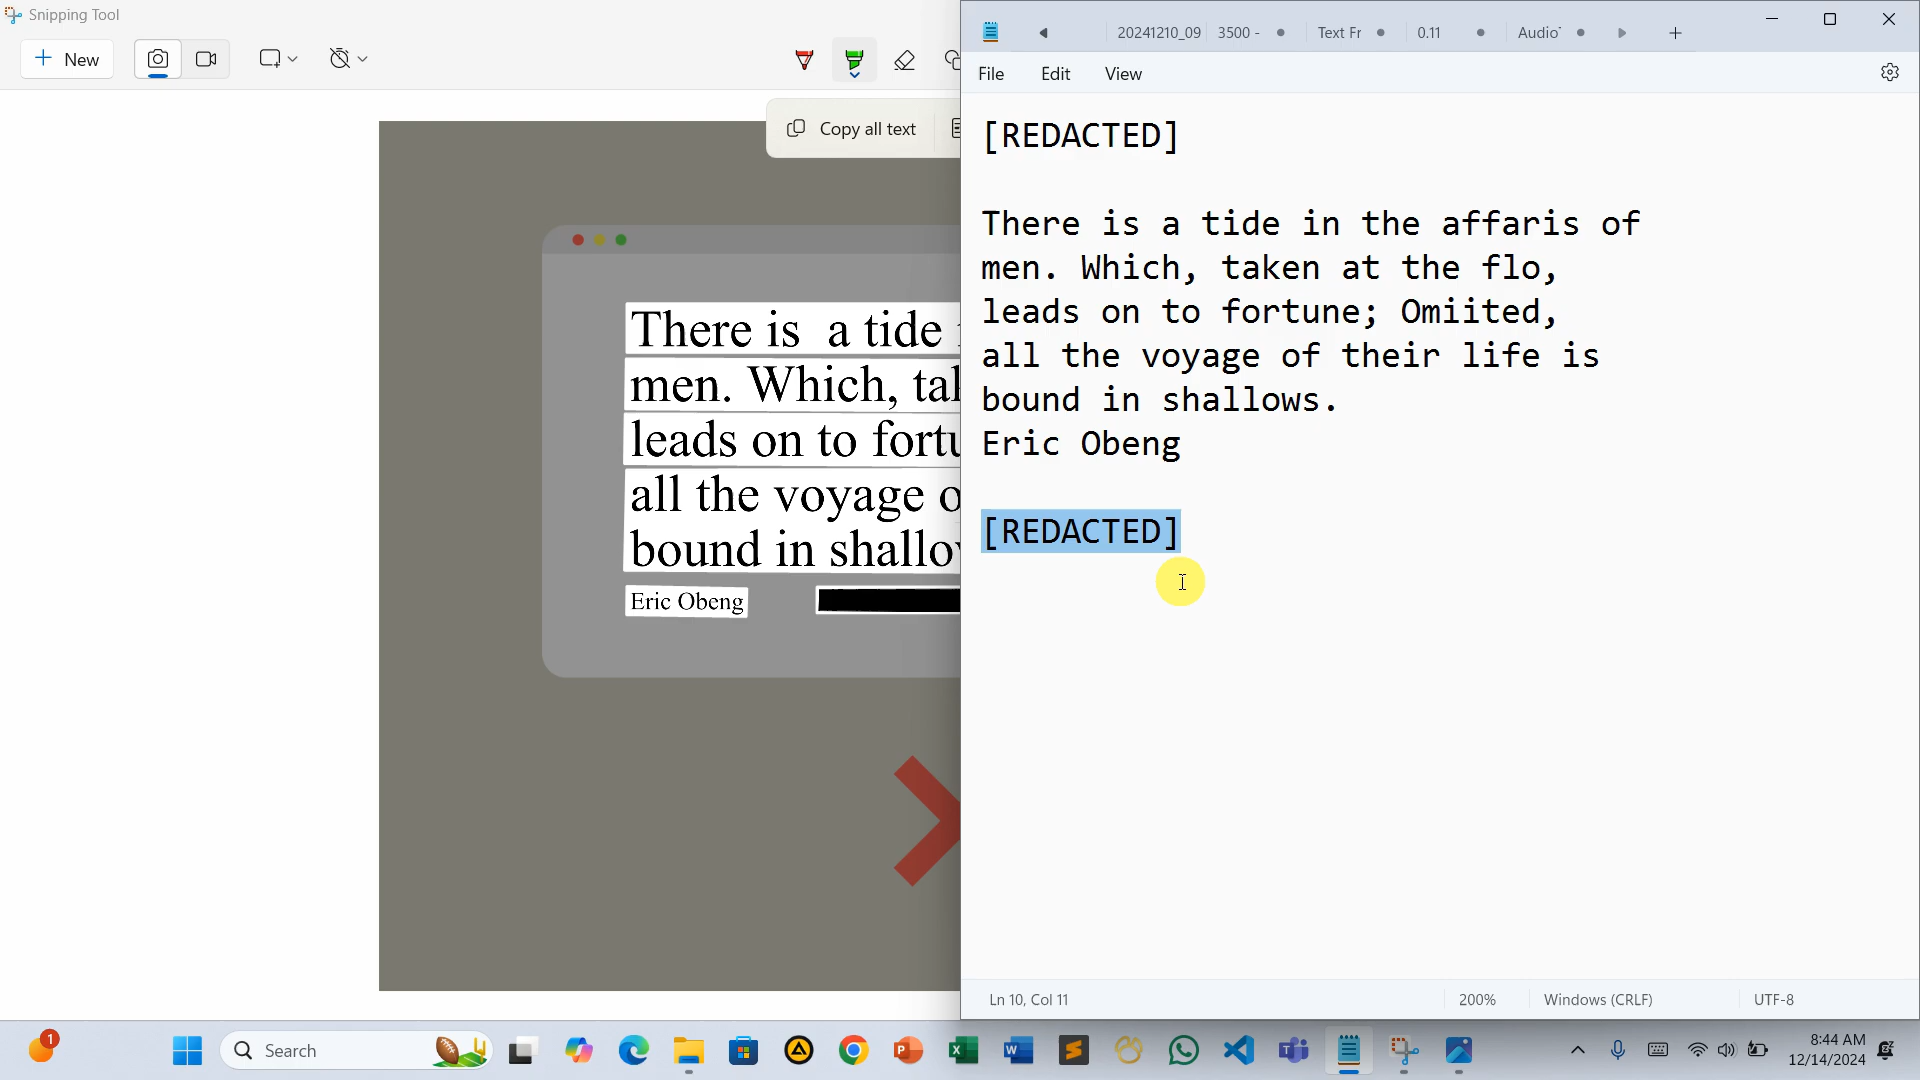 Snipping Tool
New
Copy all text
There is  a tide
men. Which,
leads on to
all the voyage
bound in
Eric Obeng
20241210_09
3500 -
Text Fr
0.11
Audio
File
Edit
View
[REDACTED]
There is a tide in the affaris of
men. Which, taken at the flo,
leads on to fortune; Omiited,
all the voyage of their life is
bound in shallows.
Eric Obeng
[REDACTED]
Ln 10, Col 11
200%
Windows (CRLF)
UTF-8
1
Search
8:44 AM
12/14/2024